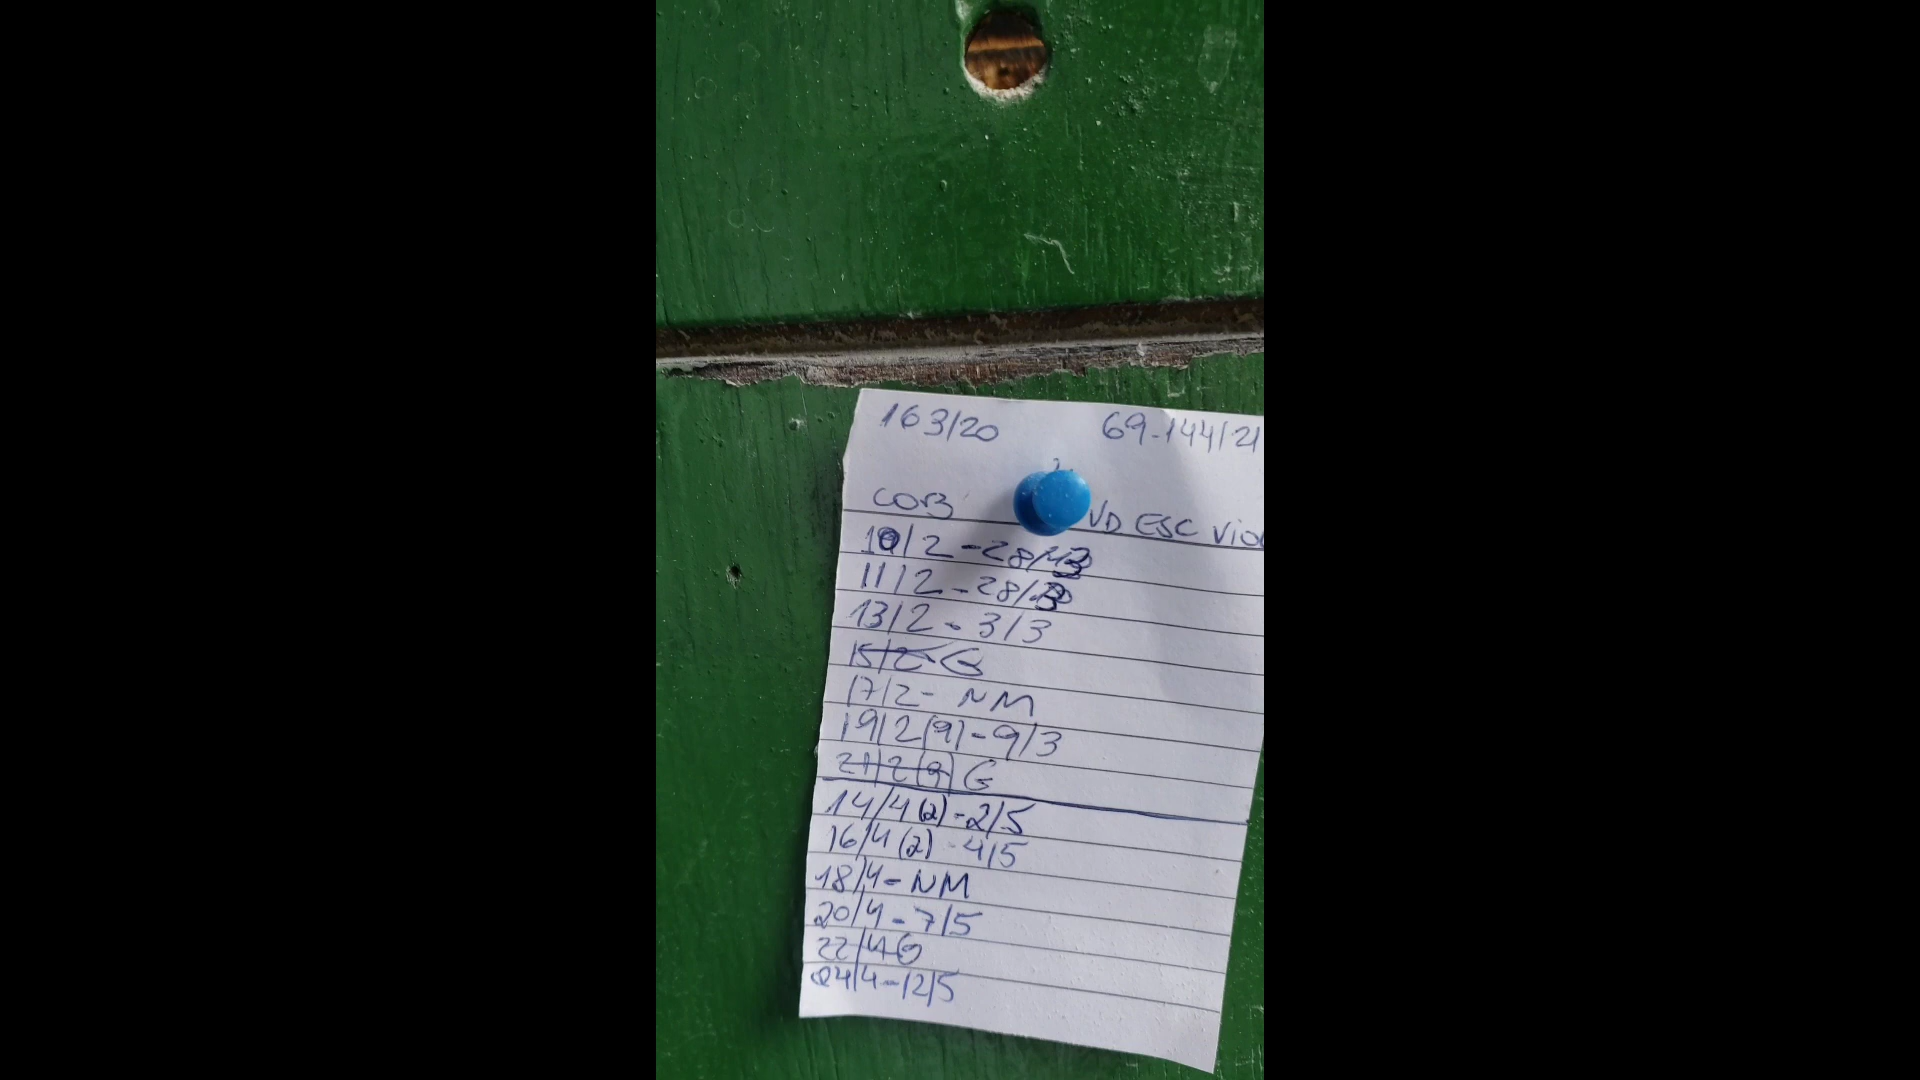 163/20 69-144/21
COB VD ESC Vio
10/2 - 28/
11/2 - 28/
13/2 - 3/3
15/2 - G
17/2 - NM
19/2(9) - 9/3
21/2(9) G
14/4(2) - 2/5
16/4(2) - 4/5
18/4 - NM
20/4 - 7/5
22/4 G
24/4 - 12/5